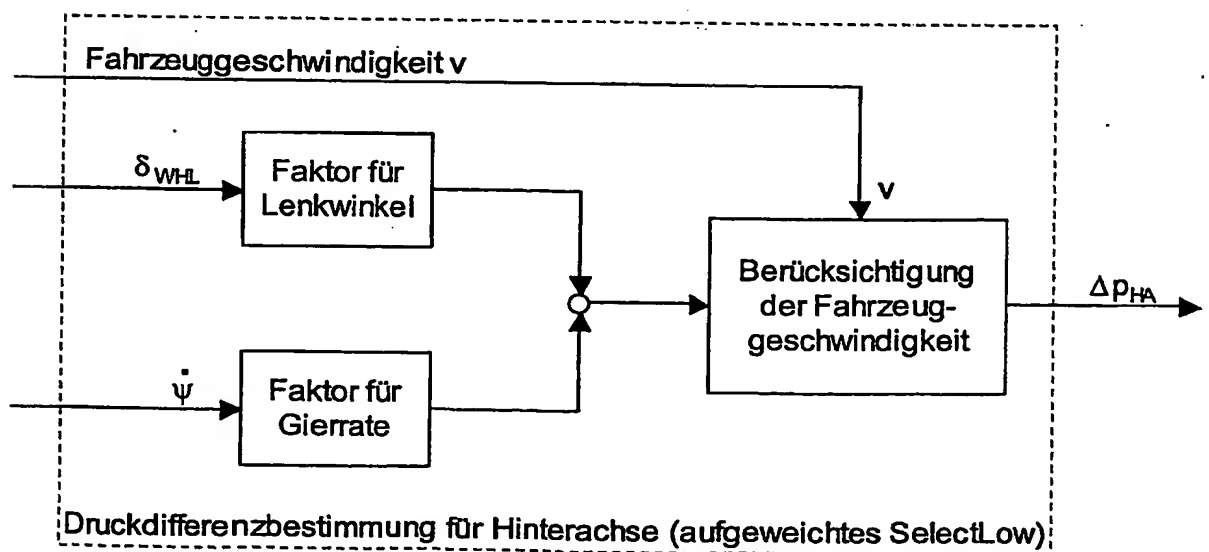 Fahrzeuggeschwindigkeit v
δWHL
Faktor für
Lenkwinkel
v
Berücksichtigung
der Fahrzeug-
geschwindigkeit
ΔpHA
ψ̇
Faktor für
Gierrate
Druckdifferenzbestimmung für Hinterachse (aufgeweichtes SelectLow)